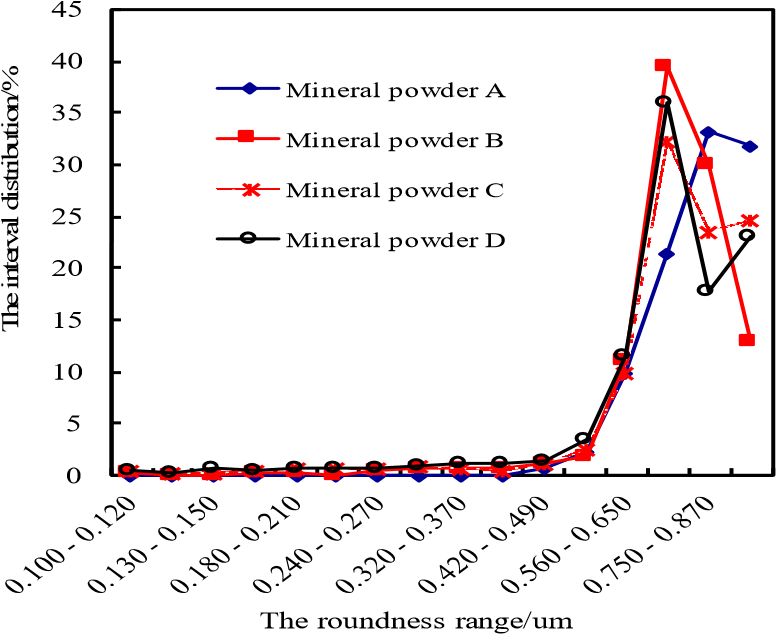 The interval distribution/%
45
40
35
30
25
20
15
10
5
0
Mineral powder A
Mineral powder B
Mineral powder C
Mineral powder D
0.100 - 0.120
0.130 - 0.150
0.180 - 0.210
0.240 - 0.270
0.320 - 0.370
0.420 - 0.490
0.560 - 0.650
0.750 - 0.870
The roundness range/um